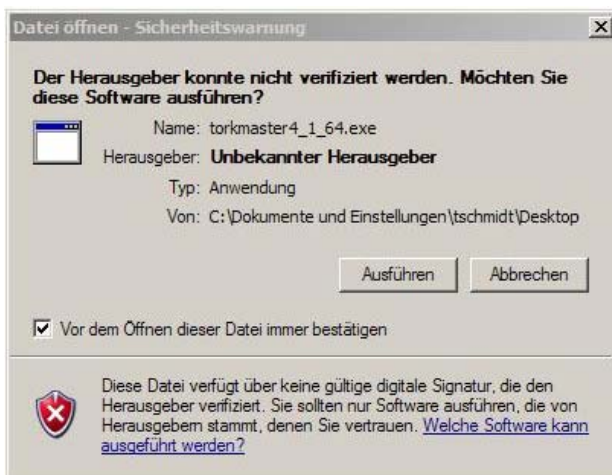 Datei öffnen - Sicherheitswarnung
Der Herausgeber konnte nicht verifiziert werden. Möchten Sie
diese Software ausführen?
Name: torkmaster4_1_64.exe
Herausgeber: Unbekannter Herausgeber
Typ: Anwendung
Von: C:\Dokumente und Einstellungen\tschmidt\Desktop
Ausführen Abbrechen
Vor dem Öffnen dieser Datei immer bestätigen
Diese Datei verfügt über keine gültige digitale Signatur, die den
Herausgeber verifiziert. Sie sollten nur Software ausführen, die von
Herausgebern stammt, denen Sie vertrauen. Welche Software kann
ausgeführt werden?